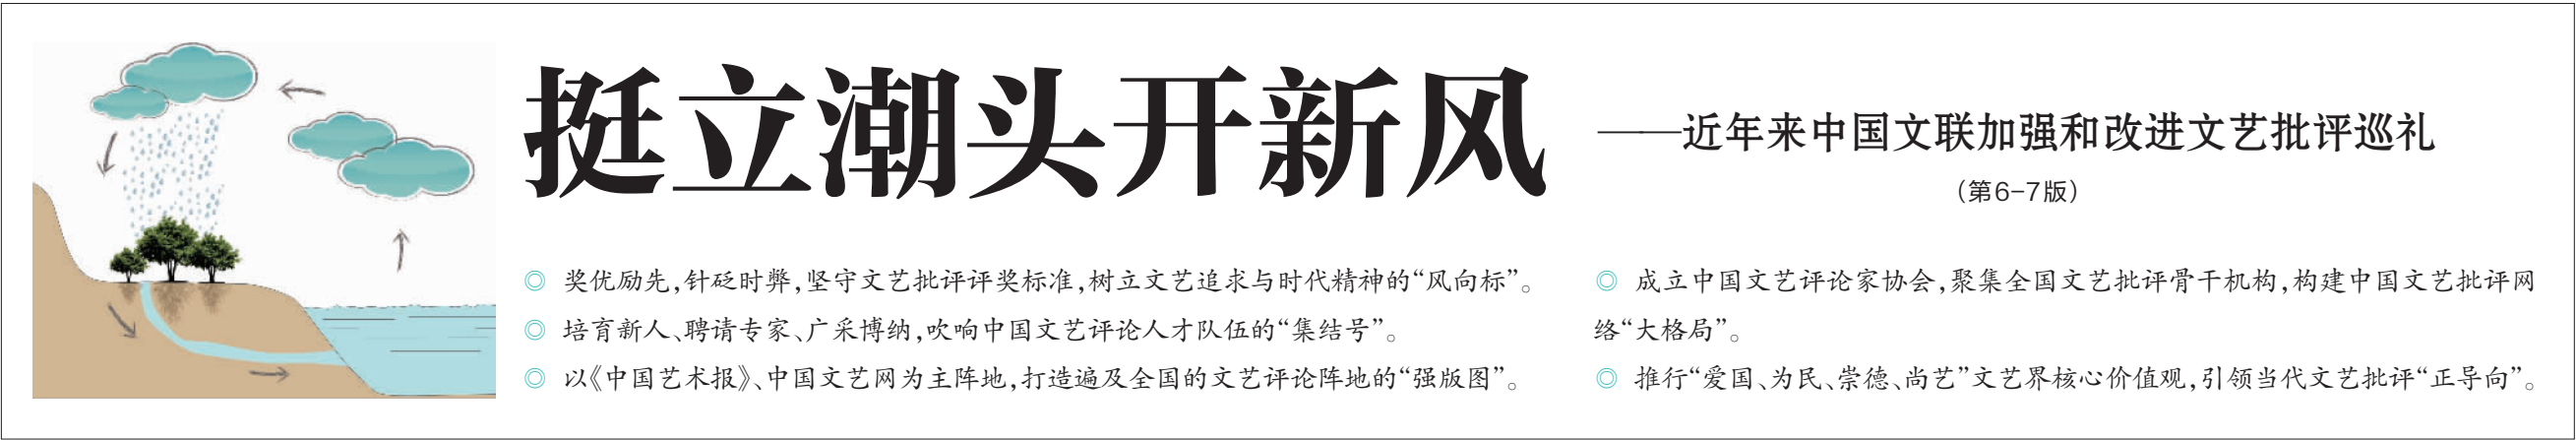 挺立潮头开新风
——近年来中国文联加强和改进文艺批评巡礼
（第6-7版）
◎ 奖优励先，针砭时弊，坚守文艺批评评奖标准，树立文艺追求与时代精神的“风向标”。
◎ 培育新人、聘请专家、广采博纳，吹响中国文艺评论人才队伍的“集结号”。
◎ 以《中国艺术报》、中国文艺网为主阵地，打造遍及全国的文艺评论阵地的“强版图”。
◎ 成立中国文艺评论家协会，聚集全国文艺批评骨干机构，构建中国文艺批评网
络“大格局”。
◎ 推行“爱国、为民、崇德、尚艺”文艺界核心价值观，引领当代文艺批评“正导向”。